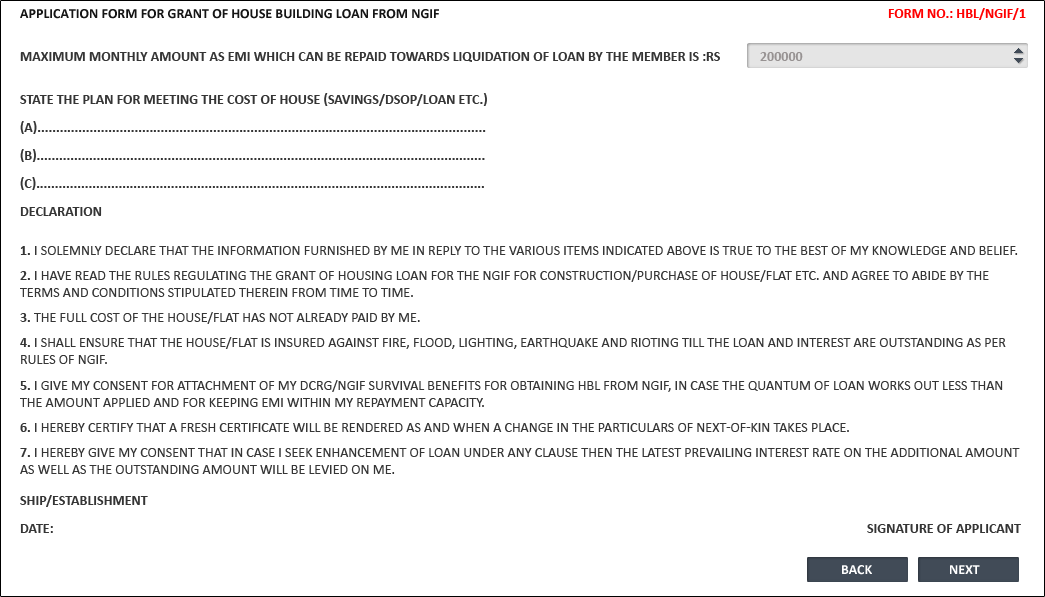 APPLICATION FORM FOR GRANT OF HOUSE BUILDING LOAN FROM NGIF
FORM NO.: HBL/NGIF/1
MAXIMUM MONTHLY AMOUNT AS EMI WHICH CAN BE REPAID TOWARDS LIQUIDATION OF LOAN BY THE MEMBER IS :RS
200000
STATE THE PLAN FOR MEETING THE COST OF HOUSE (SAVINGS/DSOP/LOAN ETC.)
(A)........................................................................................................................
(B)........................................................................................................................
(C)........................................................................................................................
DECLARATION
1. I SOLEMNLY DECLARE THAT THE INFORMATION FURNISHED BY ME IN REPLY TO THE VARIOUS ITEMS INDICATED ABOVE IS TRUE TO THE BEST OF MY KNOWLEDGE AND BELIEF.
2. I HAVE READ THE RULES REGULATING THE GRANT OF HOUSING LOAN FOR THE NGIF FOR CONSTRUCTION/PURCHASE OF HOUSE/FLAT ETC. AND AGREE TO ABIDE BY THE
TERMS AND CONDITIONS STIPULATED THEREIN FROM TIME TO TIME.
3. THE FULL COST OF THE HOUSE/FLAT HAS NOT ALREADY PAID BY ME.
4. I SHALL ENSURE THAT THE HOUSE/FLAT IS INSURED AGAINST FIRE, FLOOD, LIGHTING, EARTHQUAKE AND RIOTING TILL THE LOAN AND INTEREST ARE OUTSTANDING AS PER
RULES OF NGIF.
5. I GIVE MY CONSENT FOR ATTACHMENT OF MY DCRG/NGIF SURVIVAL BENEFITS FOR OBTAINING HBL FROM NGIF, IN CASE THE QUANTUM OF LOAN WORKS OUT LESS THAN
THE AMOUNT APPLIED AND FOR KEEPING EMI WITHIN MY REPAYMENT CAPACITY.
6. I HEREBY CERTIFY THAT A FRESH CERTIFICATE WILL BE RENDERED AS AND WHEN A CHANGE IN THE PARTICULARS OF NEXT-OF-KIN TAKES PLACE.
7. I HEREBY GIVE MY CONSENT THAT IN CASE I SEEK ENHANCEMENT OF LOAN UNDER ANY CLAUSE THEN THE LATEST PREVAILING INTEREST RATE ON THE ADDITIONAL AMOUNT
AS WELL AS THE OUTSTANDING AMOUNT WILL BE LEVIED ON ME.
SHIP/ESTABLISHMENT
DATE:
SIGNATURE OF APPLICANT
BACK
NEXT